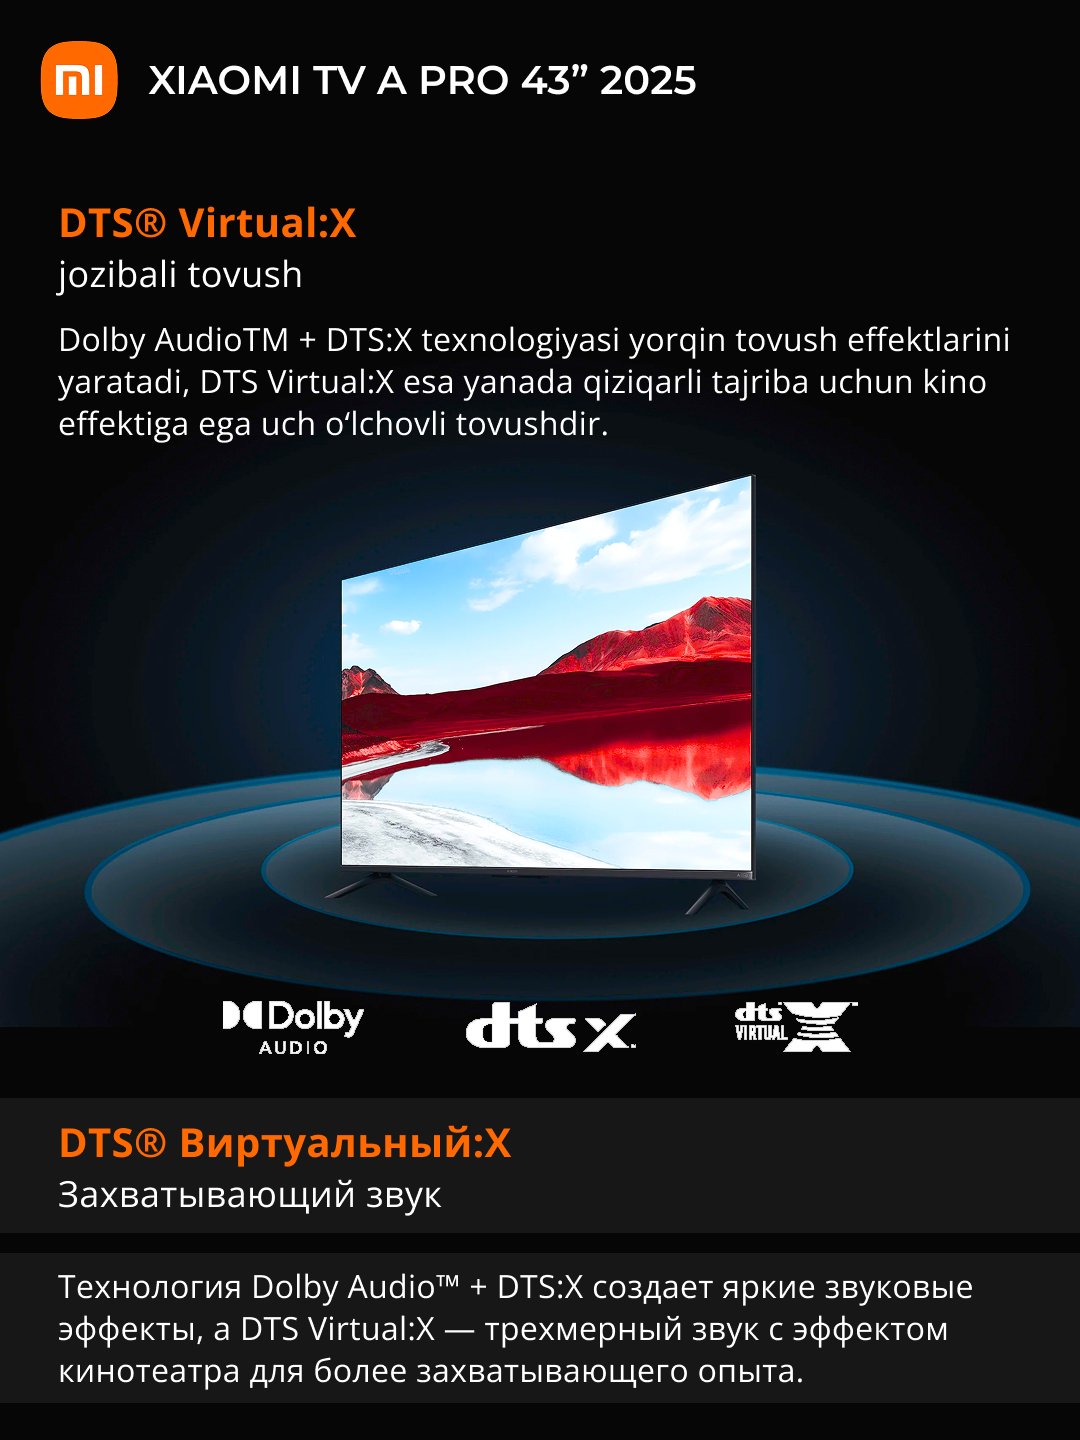 XIAOMI TV A PRO 43” 2025
DTS® Virtual:X
jozibali tovush
Dolby AudioTM + DTS:X texnologiyasi yorqin tovush effektlarini
yaratadi, DTS Virtual:X esa yanada qiziqarli tajriba uchun kino
effektiga ega uch o‘lchovli tovushdir.
Dolby
AUDIO
dts X
dts
VIRTUAL X
DTS® Виртуальный:X
Захватывающий звук
Технология Dolby Audio™ + DTS:X создает яркие звуковые
эффекты, а DTS Virtual:X — трехмерный звук с эффектом
кинотеатра для более захватывающего опыта.